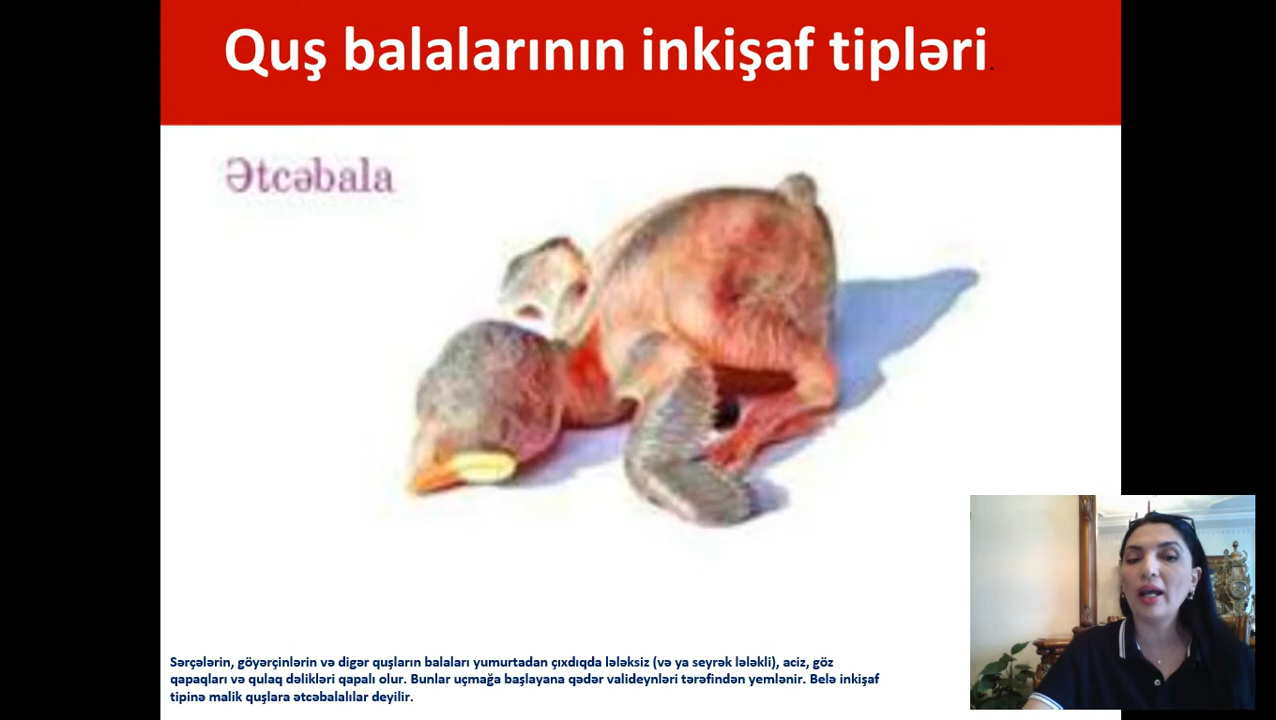 Quş balalarının inkişaf tipləri.
Ətcəbala
Sərçələrin, göyərçinlərin və digər quşların balaları yumurtadan çıxdıqda lələksiz (və ya seyrək lələkli), aciz, göz
qapaqları və qulaq dəlikləri qapalı olur. Bunlar uçmağa başlayana qədər valideynləri tərəfindən yemlənir. Belə inkişaf
tipinə malik quşlara ətcəbalalılar deyilir.